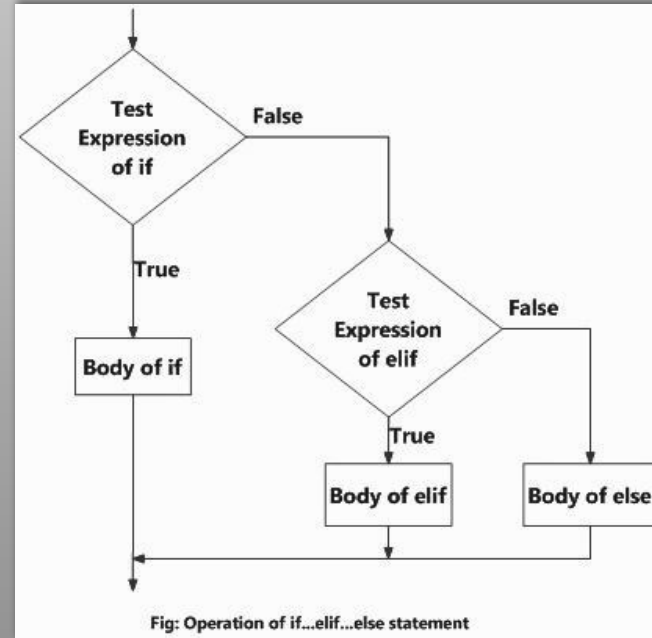 Test
Expression
of if
False
True
Body of if
Test
Expression
of elif
False
True
Body of elif
Body of else
Fig: Operation of if...elif...else statement